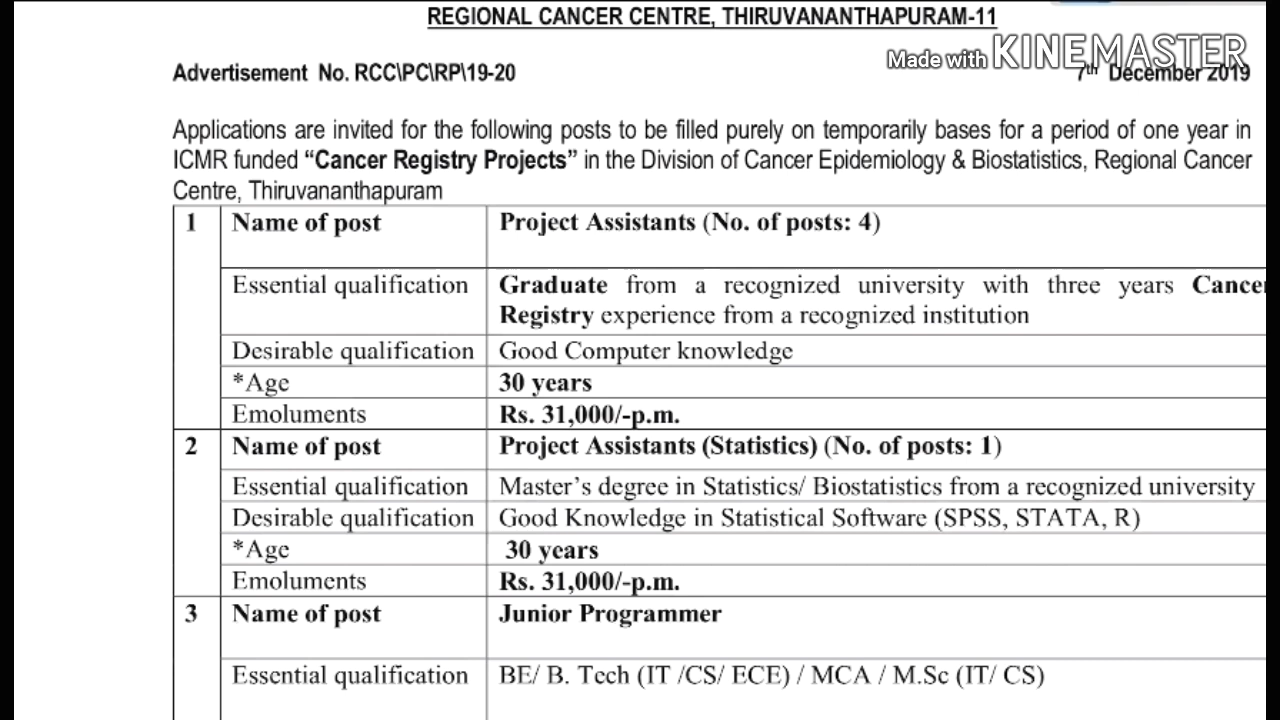 REGIONAL CANCER CENTRE, THIRUVANANTHAPURAM-11
Made with KINEMASTER
Advertisement No. RCC\PC\RP\19-20 7th December 2019
Applications are invited for the following posts to be filled purely on temporarily bases for a period of one year in
ICMR funded “Cancer Registry Projects” in the Division of Cancer Epidemiology & Biostatistics, Regional Cancer
Centre, Thiruvananthapuram
1 Name of post Project Assistants (No. of posts: 4)
Essential qualification Graduate from a recognized university with three years Cancer
Registry experience from a recognized institution
Desirable qualification Good Computer knowledge
*Age 30 years
Emoluments Rs. 31,000/-p.m.
2 Name of post Project Assistants (Statistics) (No. of posts: 1)
Essential qualification Master’s degree in Statistics/ Biostatistics from a recognized university
Desirable qualification Good Knowledge in Statistical Software (SPSS, STATA, R)
*Age 30 years
Emoluments Rs. 31,000/-p.m.
3 Name of post Junior Programmer
Essential qualification BE/ B. Tech (IT /CS/ ECE) / MCA / M.Sc (IT/ CS)